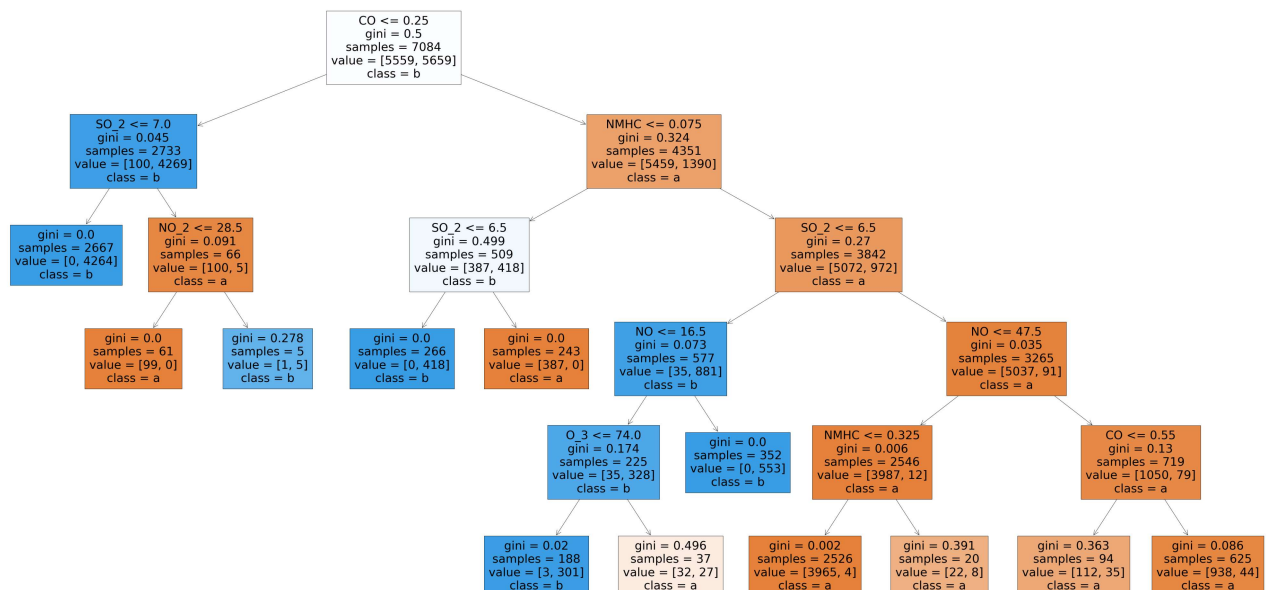 CO <= 0.25
gini = 0.5
samples = 7084
value = [5559, 5659]
class = b
SO_2 <= 7.0
gini = 0.045
samples = 2733
value = [100, 4269]
class = b
NMHC <= 0.075
gini = 0.324
samples = 4351
value = [5459, 1390]
class = a
gini = 0.0
samples = 2667
value = [0, 4264]
class = b
NO_2 <= 28.5
gini = 0.091
samples = 66
value = [100, 5]
class = a
SO_2 <= 6.5
gini = 0.499
samples = 509
value = [387, 418]
class = b
SO_2 <= 6.5
gini = 0.27
samples = 3842
value = [5072, 972]
class = a
gini = 0.0
samples = 61
value = [99, 0]
class = a
gini = 0.278
samples = 5
value = [1, 5]
class = b
gini = 0.0
samples = 266
value = [0, 418]
class = b
gini = 0.0
samples = 243
value = [387, 0]
class = a
NO <= 16.5
gini = 0.073
samples = 577
value = [35, 881]
class = b
NO <= 47.5
gini = 0.035
samples = 3265
value = [5037, 91]
class = a
O_3 <= 74.0
gini = 0.174
samples = 225
value = [35, 328]
class = b
gini = 0.0
samples = 352
value = [0, 553]
class = b
NMHC <= 0.325
gini = 0.006
samples = 2546
value = [3987, 12]
class = a
CO <= 0.55
gini = 0.13
samples = 719
value = [1050, 79]
class = a
gini = 0.02
samples = 188
value = [3, 301]
class = b
gini = 0.496
samples = 37
value = [32, 27]
class = a
gini = 0.002
samples = 2526
value = [3965, 4]
class = a
gini = 0.391
samples = 20
value = [22, 8]
class = a
gini = 0.363
samples = 94
value = [112, 35]
class = a
gini = 0.086
samples = 625
value = [938, 44]
class = a